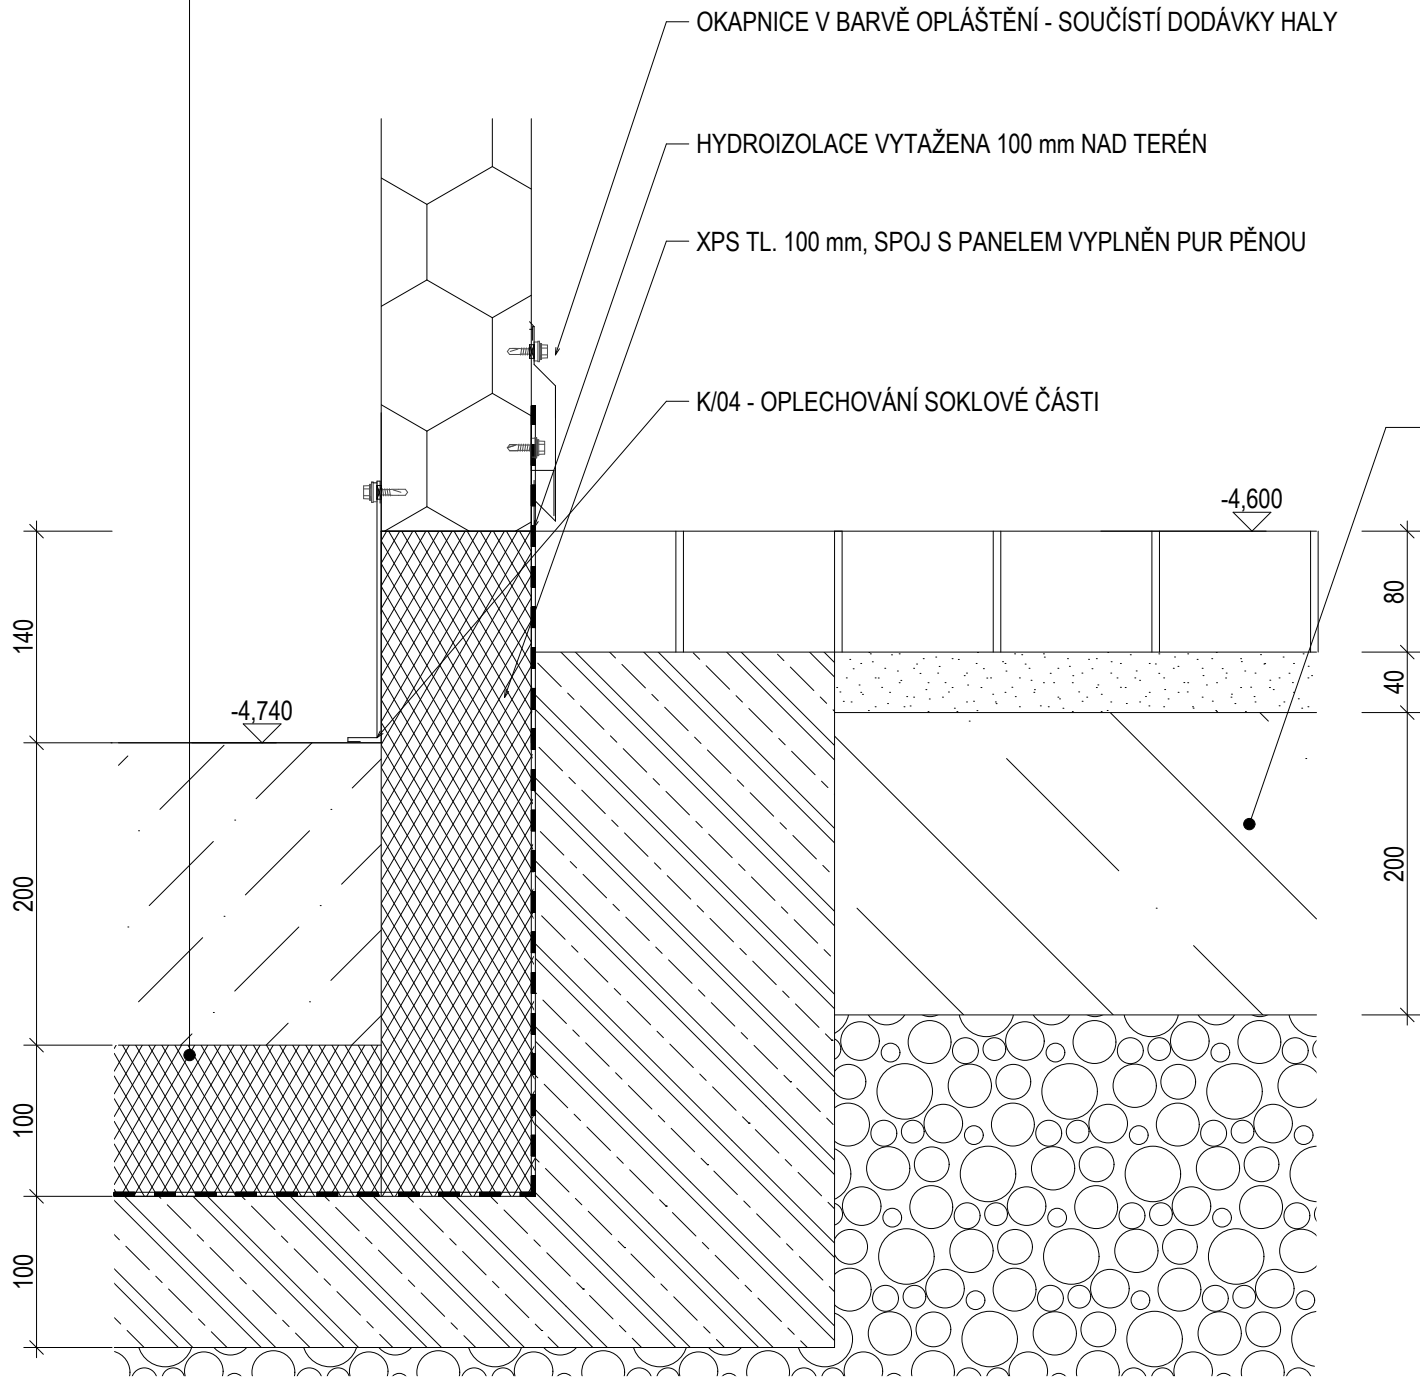 OKAPNICE V BARVĚ OPLÁŠTĚNÍ - SOUČÍSTÍ DODÁVKY HALY
HYDROIZOLACE VYTAŽENA 100 mm NAD TERÉN
XPS TL. 100 mm, SPOJ S PANELEM VYPLNĚN PUR PĚNOU
K/04 - OPLECHOVÁNÍ SOKLOVÉ ČÁSTI
-4,600
80
140
40
-4,740
200
200
100
100